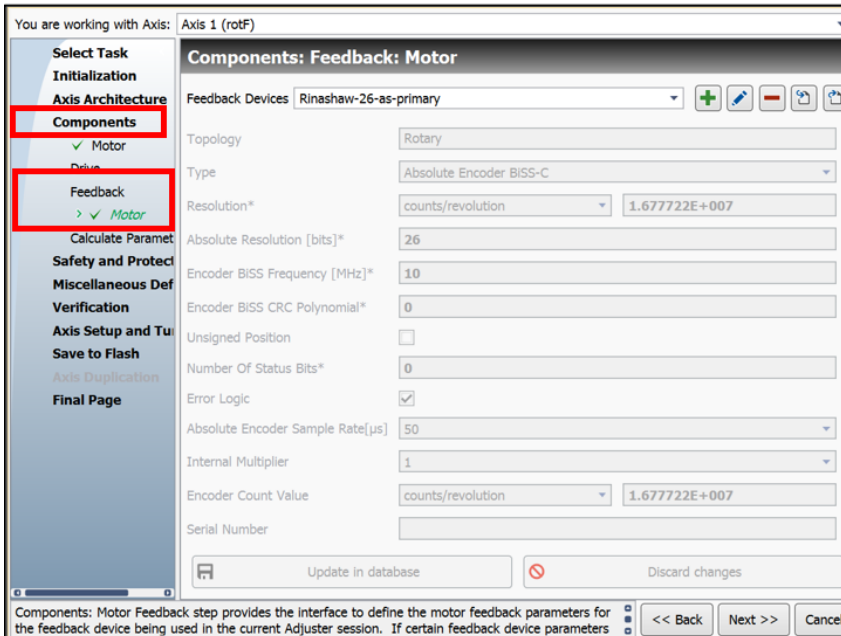 You are working with Axis: Axis 1 (rotF)
Select Task
Initialization
Axis Architecture
Components
Motor
Drive
Feedback
> Motor
Calculate Paramet
Safety and Protect
Miscellaneous Def
Verification
Axis Setup and Tu
Save to Flash
Axis Duplication
Final Page
Components: Feedback: Motor
Feedback Devices Rinashaw-26-as-primary
Topology Rotary
Type Absolute Encoder BiSS-C
Resolution* counts/revolution 1.677722E+007
Absolute Resolution [bits]* 26
Encoder BiSS Frequency [MHz]* 10
Encoder BiSS CRC Polynomial* 0
Unsigned Position
Number Of Status Bits* 0
Error Logic
Absolute Encoder Sample Rate[µs] 50
Internal Multiplier 1
Encoder Count Value counts/revolution 1.677722E+007
Serial Number
Update in database Discard changes
Components: Motor Feedback step provides the interface to define the motor feedback parameters for
the feedback device being used in the current Adjuster session. If certain feedback device parameters
<< Back Next >> Cancel